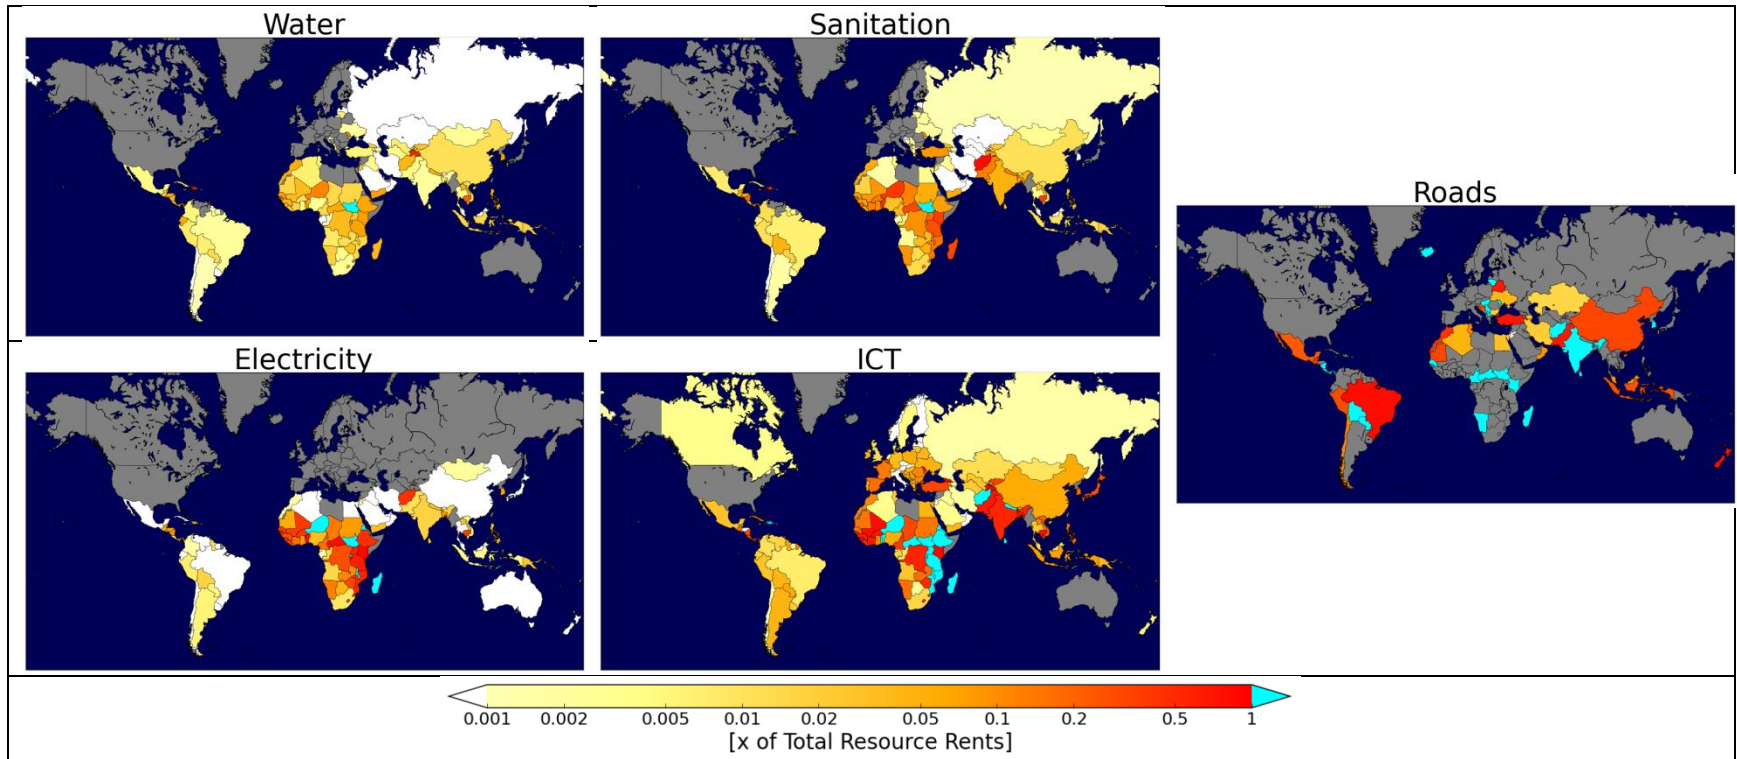 Water
Sanitation
Roads
Electricity
ICT
0.001 0.002 0.005 0.01 0.02 0.05 0.1 0.2 0.5 1
[x of Total Resource Rents]